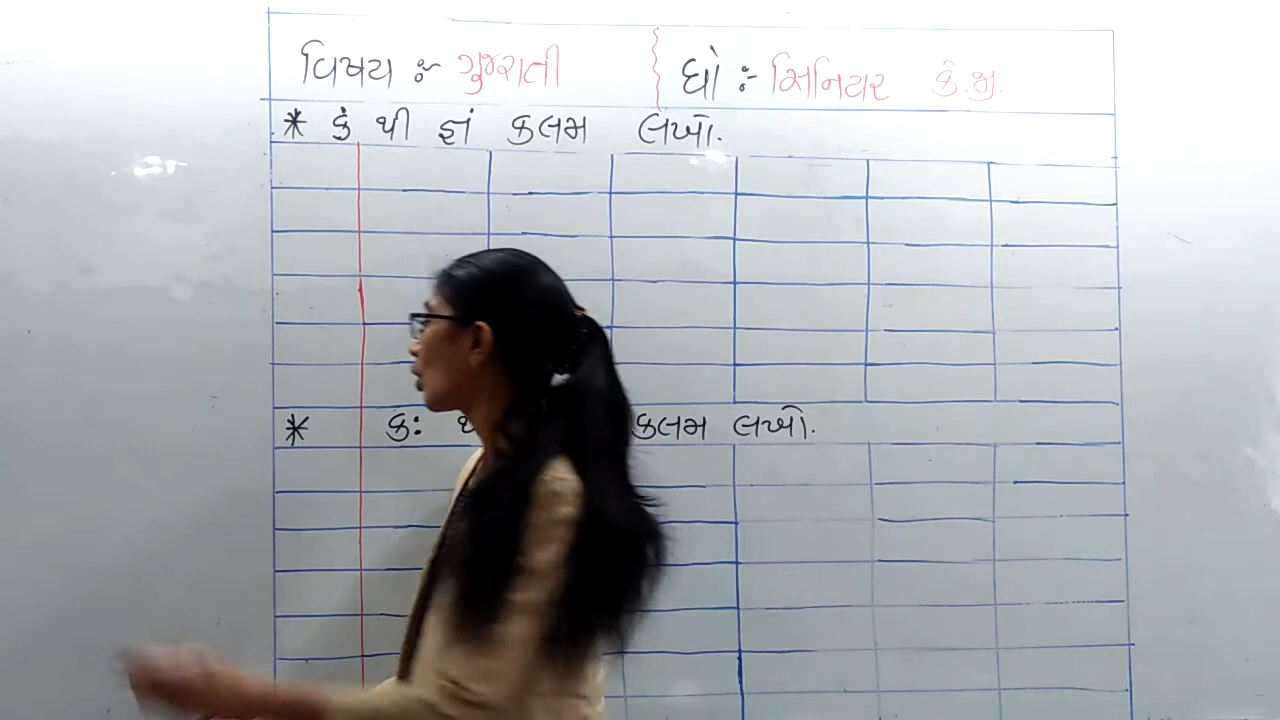 વિષય :- ગુજરાતી ધો :- સિનિયર કે.જી.
* કં થી જ્ઞં કલમ લખો.
* કઃ કલમ લખો.